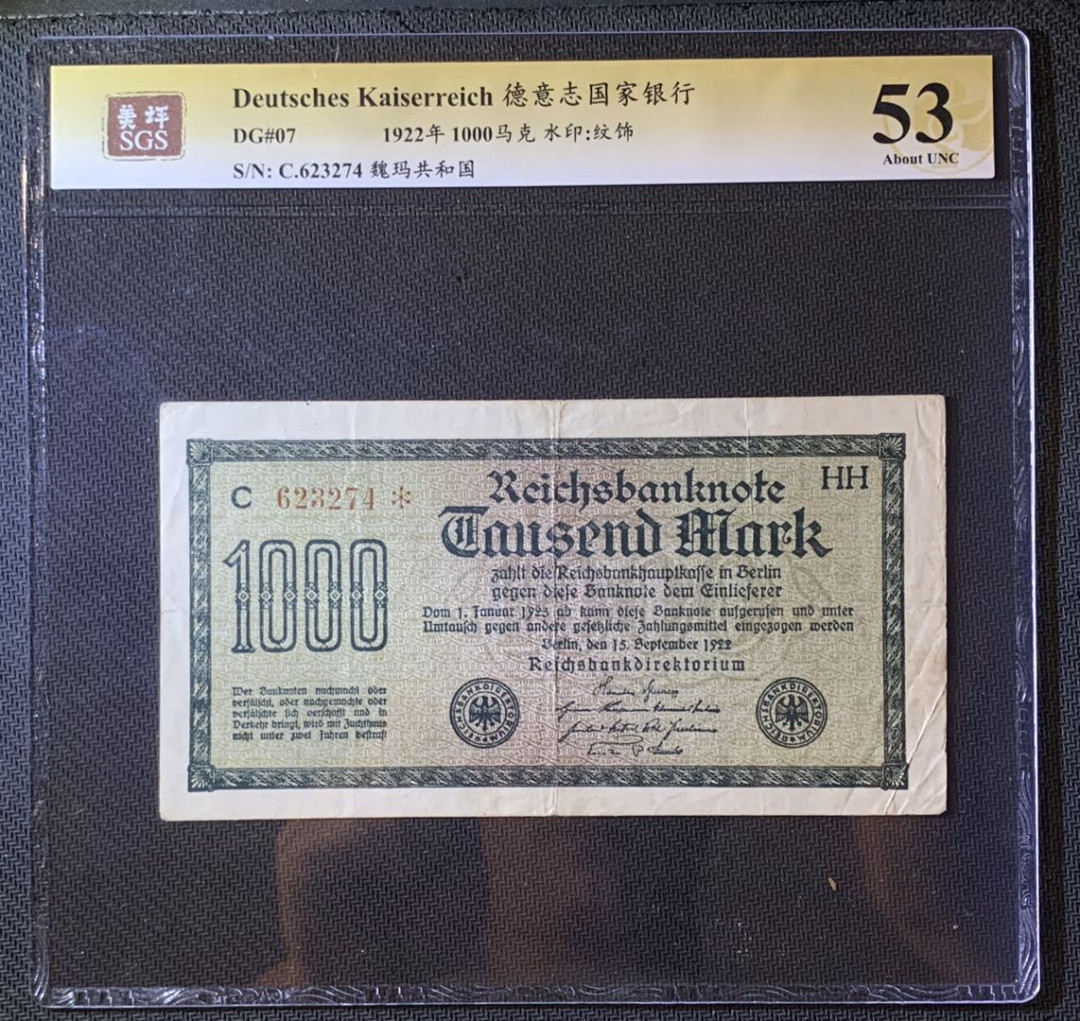 美评
SGS
Deutsches Kaiserreich 德意志国家银行
DG#07 1922年 1000马克 水印:纹饰
S/N: C.623274 魏玛共和国
53
About UNC
C 623274 *
HH
1000
Reichsbanknote
Tausend Mark
zahlt die Reichsbankhauptkasse in Berlin
gegen diese Banknote dem Einlieferer
Vom 1. Januar 1923 ab kann diese Banknote aufgerufen und unter
Umtausch gegen andere gesetzliche Zahlungsmittel eingezogen werden
Berlin, den 15. September 1922
Reichsbankdirektorium
Wer Banknoten nachmacht oder
verfälscht, oder nachgemachte oder
verfälschte sich verschafft und in
Verkehr bringt, wird mit Zuchthaus
nicht unter zwei Jahren bestraft
REICHSBANKDIREKTORIUM
REICHSBANKDIREKTORIUM